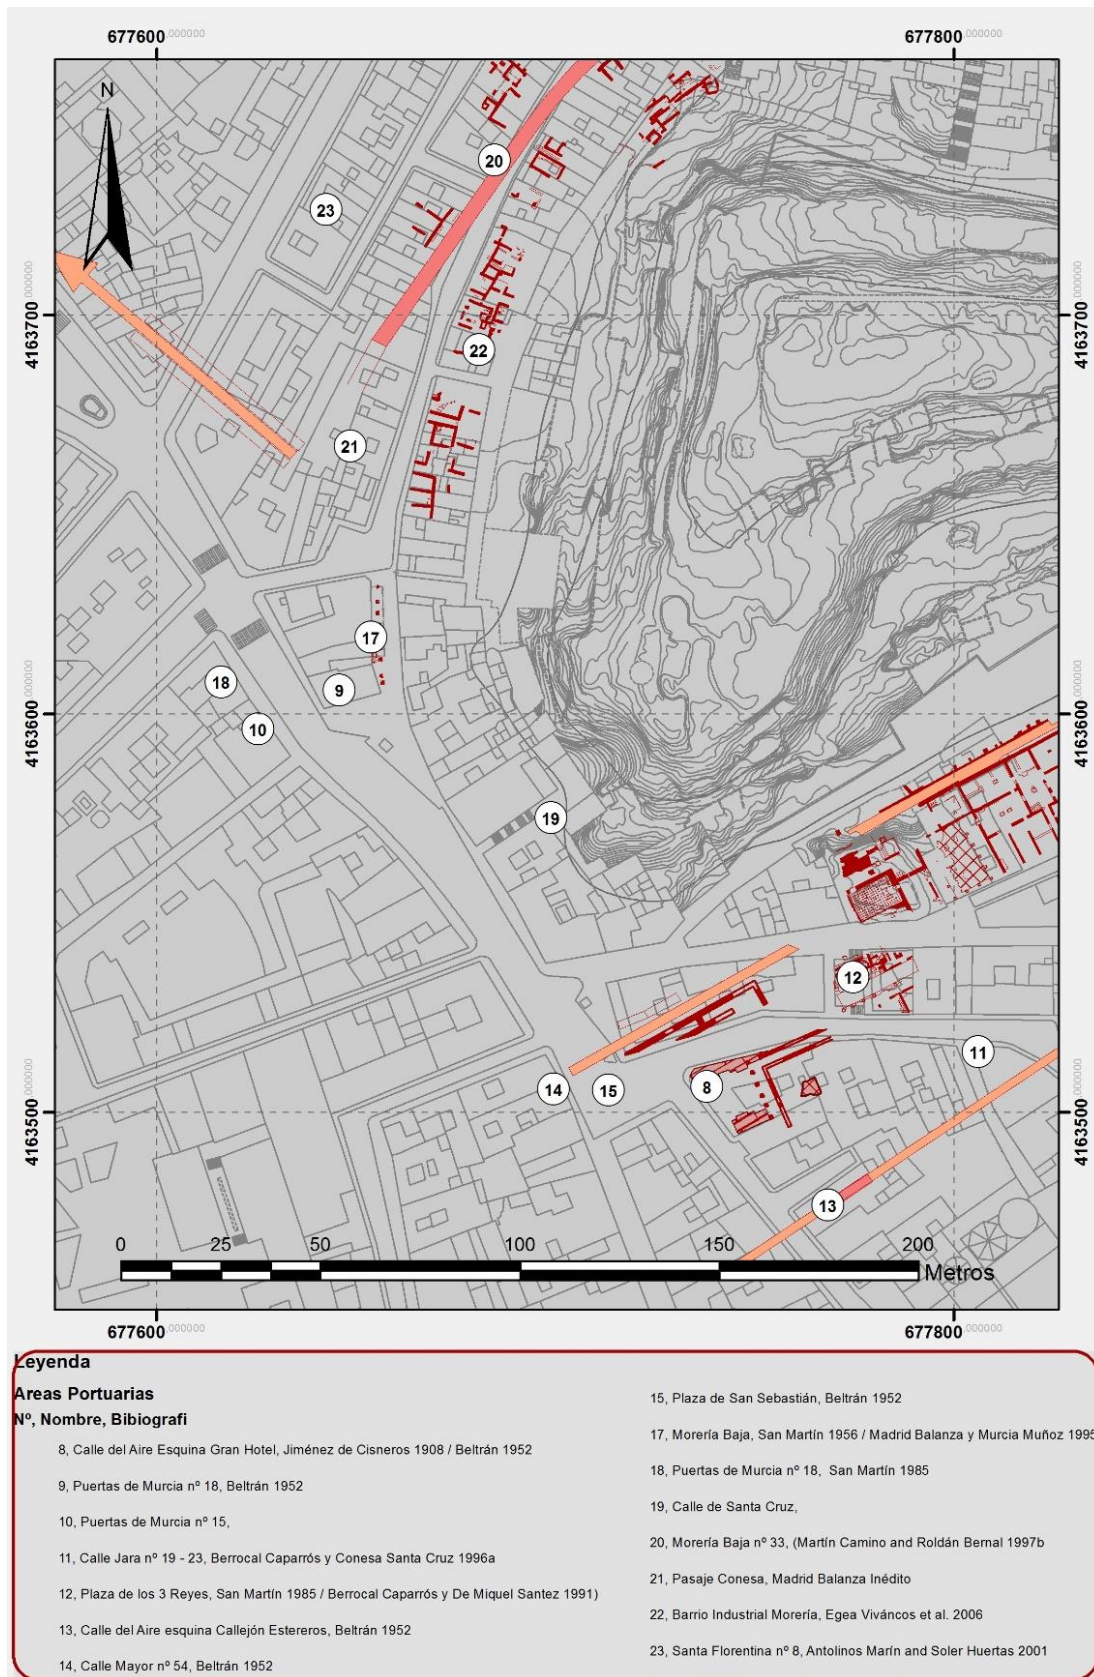 677600,000000 677800,000000
N
20
23
4163700,000000 4163700,000000
22
21
17
18
9
4163600,000000 4163600,000000
10
19
12
11
14 15 8
4163500,000000 4163500,000000
13
0 25 50 100 150 200
Metros
677600,000000 677800,000000
Leyenda
Areas Portuarias
Nº, Nombre, Bibiografi
8, Calle del Aire Esquina Gran Hotel, Jiménez de Cisneros 1908 / Beltrán 1952
9, Puertas de Murcia nº 18, Beltrán 1952
10, Puertas de Murcia nº 15,
11, Calle Jara nº 19 - 23, Berrocal Caparrós y Conesa Santa Cruz 1996a
12, Plaza de los 3 Reyes, San Martín 1985 / Berrocal Caparrós y De Miquel Santez 1991)
13, Calle del Aire esquina Callejón Estereros, Beltrán 1952
14, Calle Mayor nº 54, Beltrán 1952
15, Plaza de San Sebastián, Beltrán 1952
17, Morería Baja, San Martín 1956 / Madrid Balanza y Murcia Muñoz 1995
18, Puertas de Murcia nº 18, San Martín 1985
19, Calle de Santa Cruz,
20, Morería Baja nº 33, (Martín Camino and Roldán Bernal 1997b
21, Pasaje Conesa, Madrid Balanza Inédito
22, Barrio Industrial Morería, Egea Viváncos et al. 2006
23, Santa Florentina nº 8, Antolinos Marín and Soler Huertas 2001